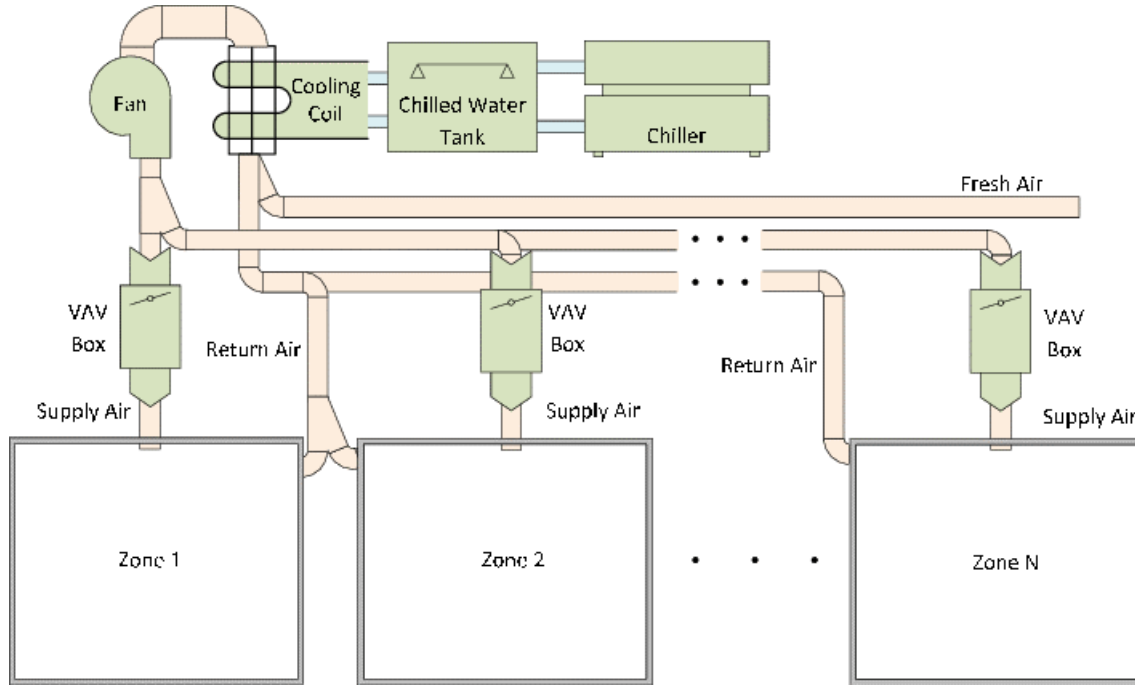 Fan
Cooling
Coil
Chilled Water
Tank
Chiller
Fresh Air
VAV
Box
Return Air
VAV
Box
Return Air
VAV
Box
Supply Air
Supply Air
Supply Air
Zone 1
Zone 2
Zone N